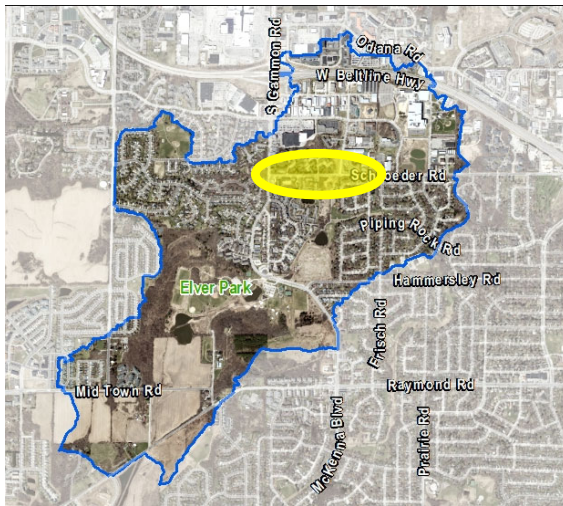 S Gammon Rd
Odana Rd
W Beltline Hwy
Schroeder Rd
Piping Rock Rd
Hammersley Rd
Elver Park
Frisch Rd
Mid Town Rd
Raymond Rd
McKenna Blvd
Prairie Rd